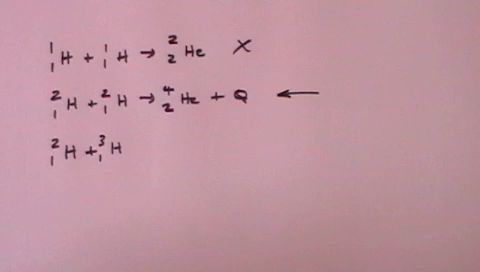 ¹₁H + ¹₁H → ²₂He X
²₁H + ²₁H → ⁴₂He + Q ←
²₁H + ³₁H